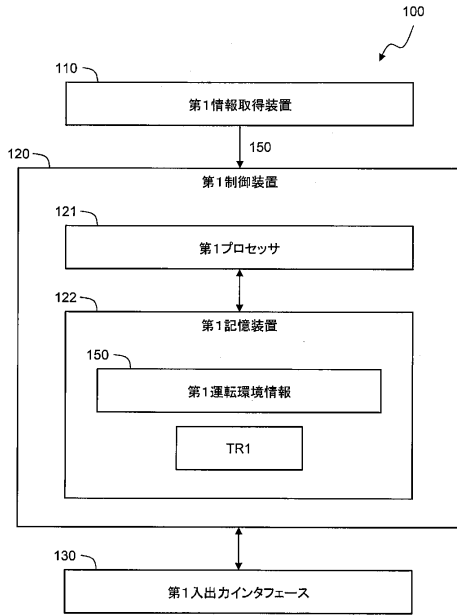 100
110
第1情報取得装置
150
120
第1制御装置
121
第1プロセッサ
122
第1記憶装置
150
第1運転環境情報
TR1
130
第1入出力インタフェース